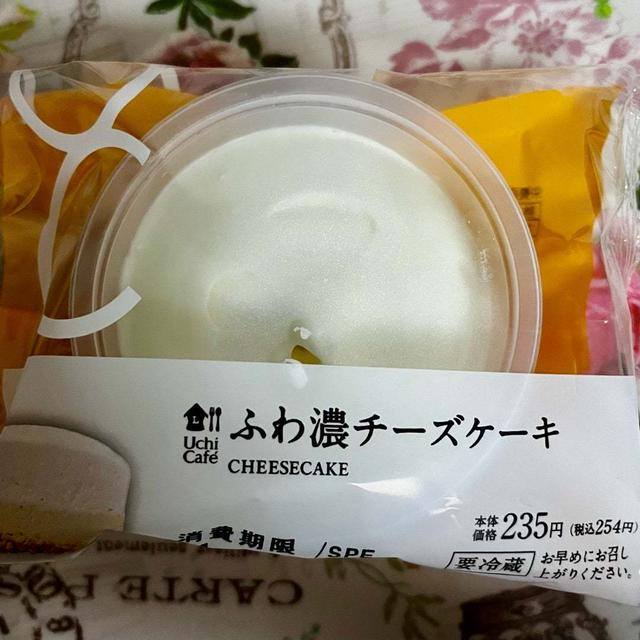 Uchi
Café
ふわ濃チーズケーキ
CHEESECAKE
本体
価格 235円 (税込254円)
消費期限 /SPF
要冷蔵 お早めにお召し
上がりください。
CARTE POS